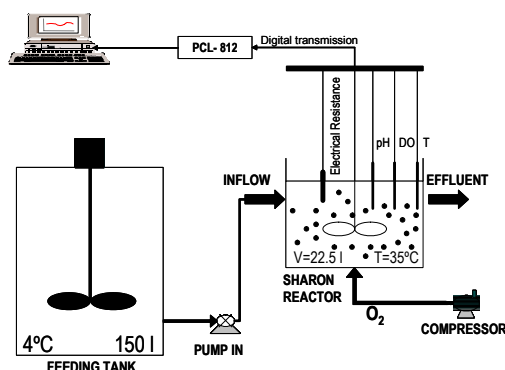 PCL- 812
Digital transmission
Electrical Resistance
pH
DO
T
INFLOW
EFFLUENT
V=22.5 l
T=35ºC
SHARON
REACTOR
O2
COMPRESSOR
PUMP IN
4ºC
150 l
FEEDING TANK